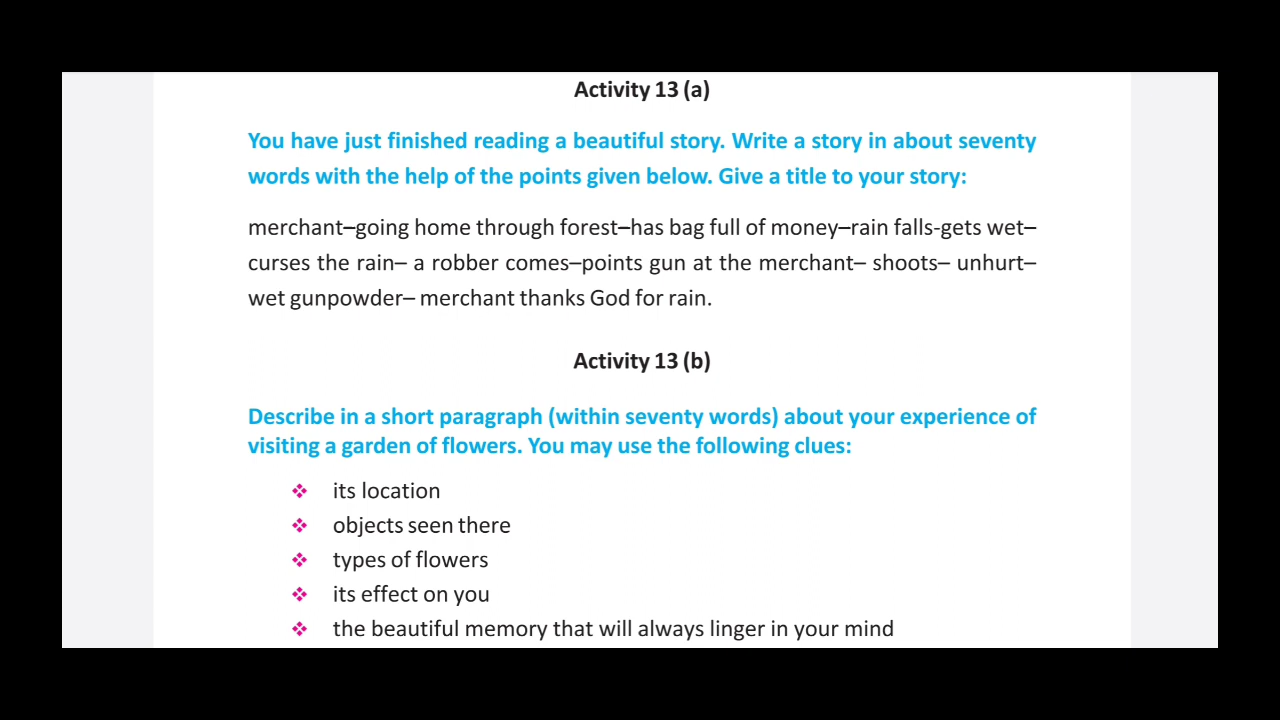 Activity 13 (a)
You have just finished reading a beautiful story. Write a story in about seventy
words with the help of the points given below. Give a title to your story:
merchant–going home through forest–has bag full of money–rain falls-gets wet–
curses the rain– a robber comes–points gun at the merchant– shoots– unhurt–
wet gunpowder– merchant thanks God for rain.
Activity 13 (b)
Describe in a short paragraph (within seventy words) about your experience of
visiting a garden of flowers. You may use the following clues:
❖ its location
❖ objects seen there
❖ types of flowers
❖ its effect on you
❖ the beautiful memory that will always linger in your mind